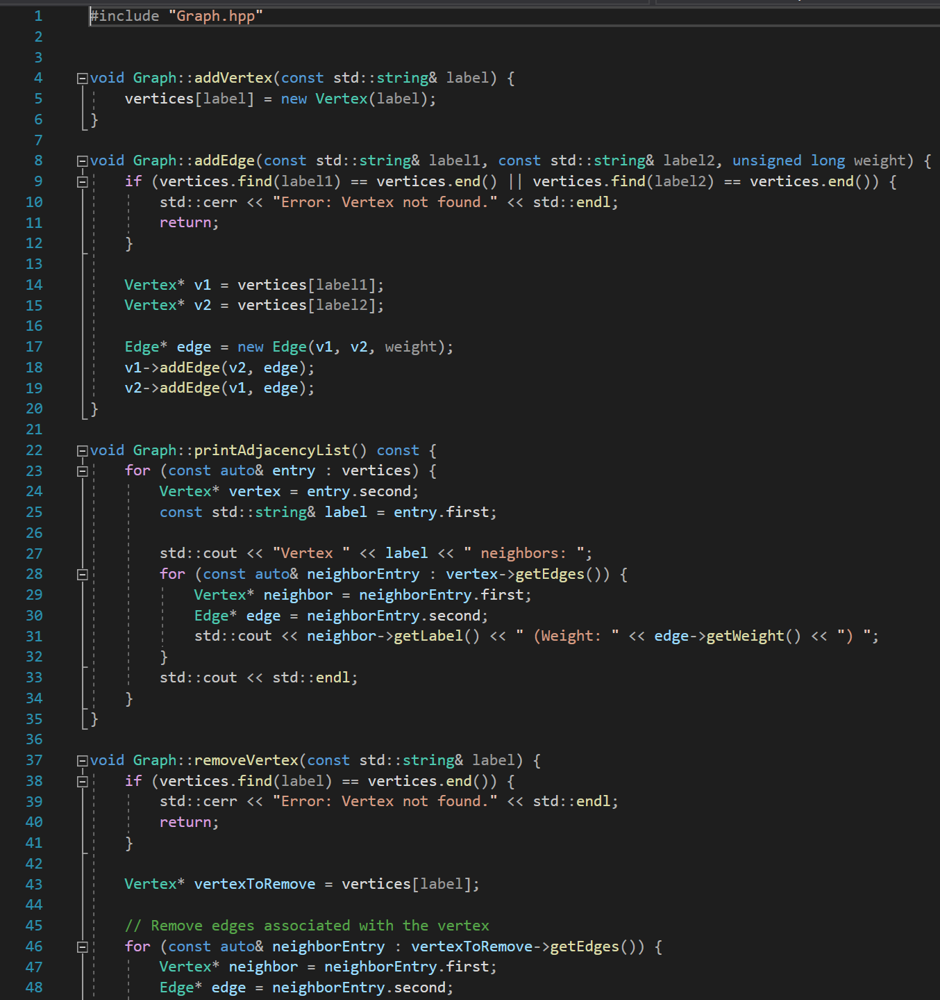 1 #include "Graph.hpp"
2
3
4 void Graph::addVertex(const std::string& label) {
5     vertices[label] = new Vertex(label);
6 }
7
8 void Graph::addEdge(const std::string& label1, const std::string& label2, unsigned long weight) {
9     if (vertices.find(label1) == vertices.end() || vertices.find(label2) == vertices.end()) {
10         std::cerr << "Error: Vertex not found." << std::endl;
11         return;
12     }
13
14     Vertex* v1 = vertices[label1];
15     Vertex* v2 = vertices[label2];
16
17     Edge* edge = new Edge(v1, v2, weight);
18     v1->addEdge(v2, edge);
19     v2->addEdge(v1, edge);
20 }
21
22 void Graph::printAdjacencyList() const {
23     for (const auto& entry : vertices) {
24         Vertex* vertex = entry.second;
25         const std::string& label = entry.first;
26
27         std::cout << "Vertex " << label << " neighbors: ";
28         for (const auto& neighborEntry : vertex->getEdges()) {
29             Vertex* neighbor = neighborEntry.first;
30             Edge* edge = neighborEntry.second;
31             std::cout << neighbor->getLabel() << " (Weight: " << edge->getWeight() << ") ";
32         }
33         std::cout << std::endl;
34     }
35 }
36
37 void Graph::removeVertex(const std::string& label) {
38     if (vertices.find(label) == vertices.end()) {
39         std::cerr << "Error: Vertex not found." << std::endl;
40         return;
41     }
42
43     Vertex* vertexToRemove = vertices[label];
44
45     // Remove edges associated with the vertex
46     for (const auto& neighborEntry : vertexToRemove->getEdges()) {
47         Vertex* neighbor = neighborEntry.first;
48         Edge* edge = neighborEntry.second;